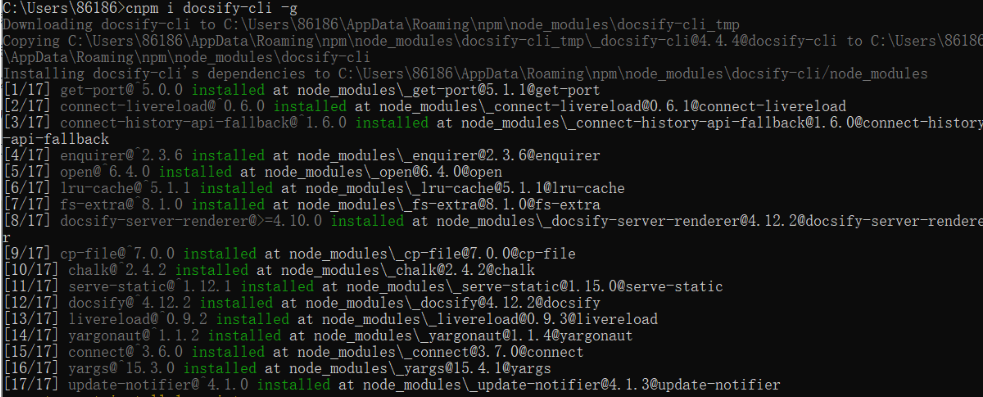 C:\Users\86186>cnpm i docsify-cli -g
Downloading docsify-cli to C:\Users\86186\AppData\Roaming\npm\node_modules\docsify-cli_tmp
Copying C:\Users\86186\AppData\Roaming\npm\node_modules\docsify-cli_tmp\_docsify-cli@4.4.4@docsify-cli to C:\Users\86186
\AppData\Roaming\npm\node_modules\docsify-cli
Installing docsify-cli's dependencies to C:\Users\86186\AppData\Roaming\npm\node_modules\docsify-cli/node_modules
[1/17] get-port@^5.0.0 installed at node_modules\_get-port@5.1.1@get-port
[2/17] connect-livereload@^0.6.0 installed at node_modules\_connect-livereload@0.6.1@connect-livereload
[3/17] connect-history-api-fallback@^1.6.0 installed at node_modules\_connect-history-api-fallback@1.6.0@connect-history
-api-fallback
[4/17] enquirer@^2.3.6 installed at node_modules\_enquirer@2.3.6@enquirer
[5/17] open@^6.4.0 installed at node_modules\_open@6.4.0@open
[6/17] lru-cache@^5.1.1 installed at node_modules\_lru-cache@5.1.1@lru-cache
[7/17] fs-extra@^8.1.0 installed at node_modules\_fs-extra@8.1.0@fs-extra
[8/17] docsify-server-renderer@>=4.10.0 installed at node_modules\_docsify-server-renderer@4.12.2@docsify-server-rendere
r
[9/17] cp-file@^7.0.0 installed at node_modules\_cp-file@7.0.0@cp-file
[10/17] chalk@^2.4.2 installed at node_modules\_chalk@2.4.2@chalk
[11/17] serve-static@^1.12.1 installed at node_modules\_serve-static@1.15.0@serve-static
[12/17] docsify@^4.12.2 installed at node_modules\_docsify@4.12.2@docsify
[13/17] livereload@^0.9.2 installed at node_modules\_livereload@0.9.3@livereload
[14/17] yargonaut@^1.1.2 installed at node_modules\_yargonaut@1.1.4@yargonaut
[15/17] connect@^3.6.0 installed at node_modules\_connect@3.7.0@connect
[16/17] yargs@^15.3.0 installed at node_modules\_yargs@15.4.1@yargs
[17/17] update-notifier@^4.1.0 installed at node_modules\_update-notifier@4.1.3@update-notifier